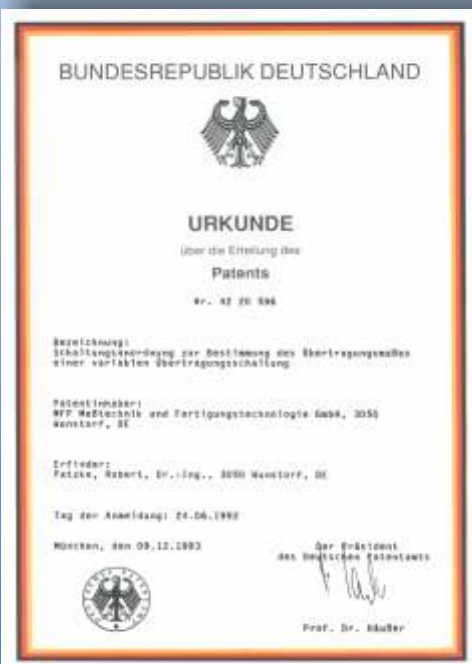 BUNDESREPUBLIK DEUTSCHLAND
URKUNDE
über die Erteilung des
Patents
Nr. 42 20 596
Bezeichnung:
Schaltungsanordnung zur Bestimmung des Übertragungsmaßes
einer variablen Übertragungsschaltung
Patentinhaber:
MFF Meßtechnik und Fertigungstechnologie GmbH, 3050
Wunstorf, DE
Erfinder:
Patzke, Robert, Dr.-Ing., 3050 Wunstorf, DE
Tag der Anmeldung: 24.06.1992
München, den 09.12.1993
Der Präsident
des Deutschen Patentamts
Prof. Dr. Häußer